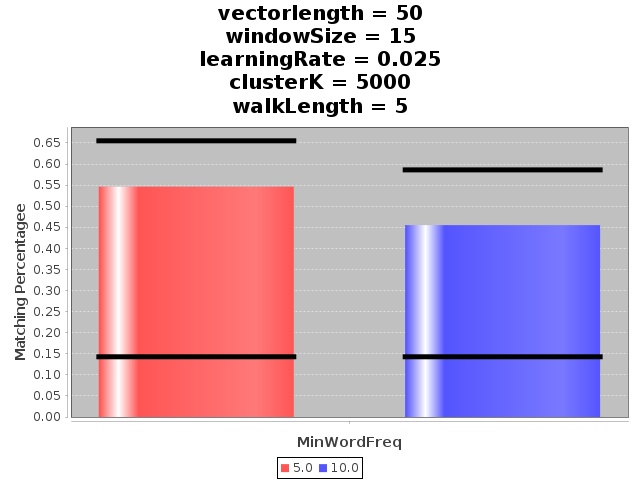 vectorlength = 50
windowSize = 15
learningRate = 0.025
clusterK = 5000
walkLength = 5
0.65
0.60
0.55
0.50
0.45
0.40
0.35
0.30
0.25
0.20
0.15
0.10
0.05
0.00
Matching Percentagee
MinWordFreq
5.0 10.0